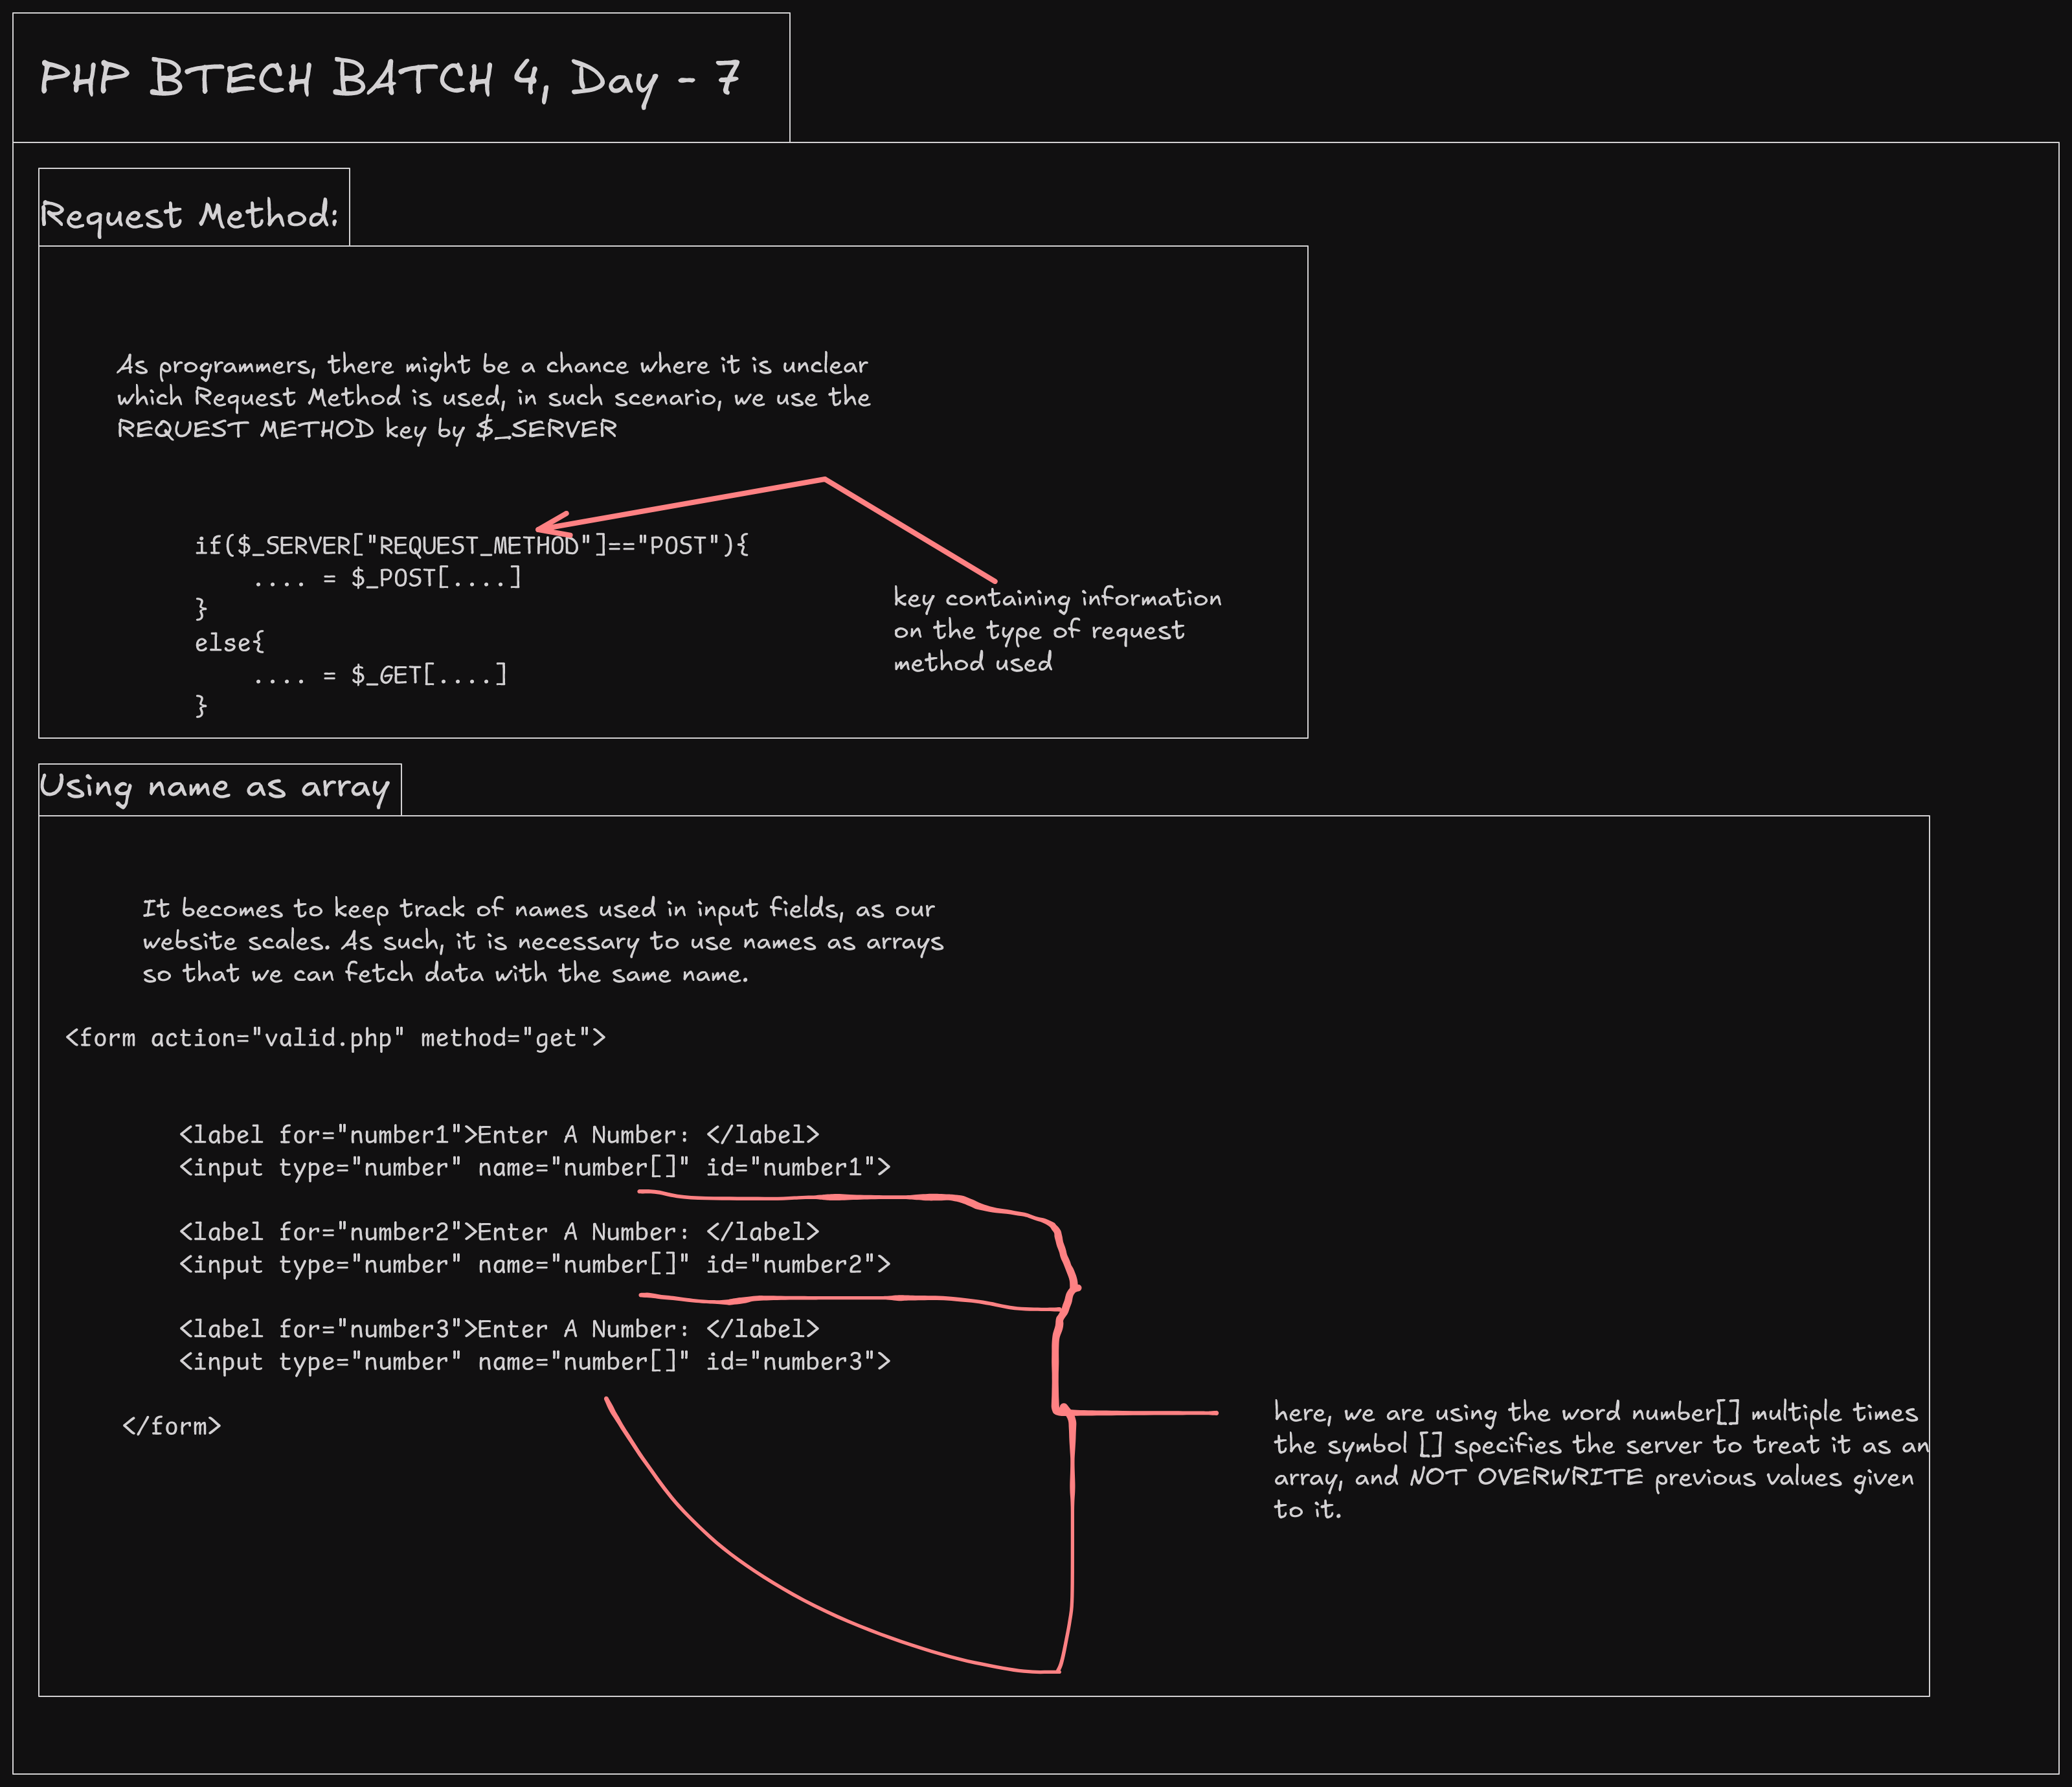 PHP BTECH BATCH 4, Day - 7
Request Method:
As programmers, there might be a chance where it is unclear
which Request Method is used, in such scenario, we use the
REQUEST METHOD key by $_SERVER
if($_SERVER["REQUEST_METHOD"]=="POST"){
    .... = $_POST[....]
}
else{
    .... = $_GET[....]
}
key containing information
on the type of request
method used
Using name as array
It becomes to keep track of names used in input fields, as our
website scales. As such, it is necessary to use names as arrays
so that we can fetch data with the same name.
<form action="valid.php" method="get">
<label for="number1">Enter A Number: </label>
<input type="number" name="number[]" id="number1">
<label for="number2">Enter A Number: </label>
<input type="number" name="number[]" id="number2">
<label for="number3">Enter A Number: </label>
<input type="number" name="number[]" id="number3">
</form>
here, we are using the word number[] multiple times
the symbol [] specifies the server to treat it as an
array, and NOT OVERWRITE previous values given
to it.